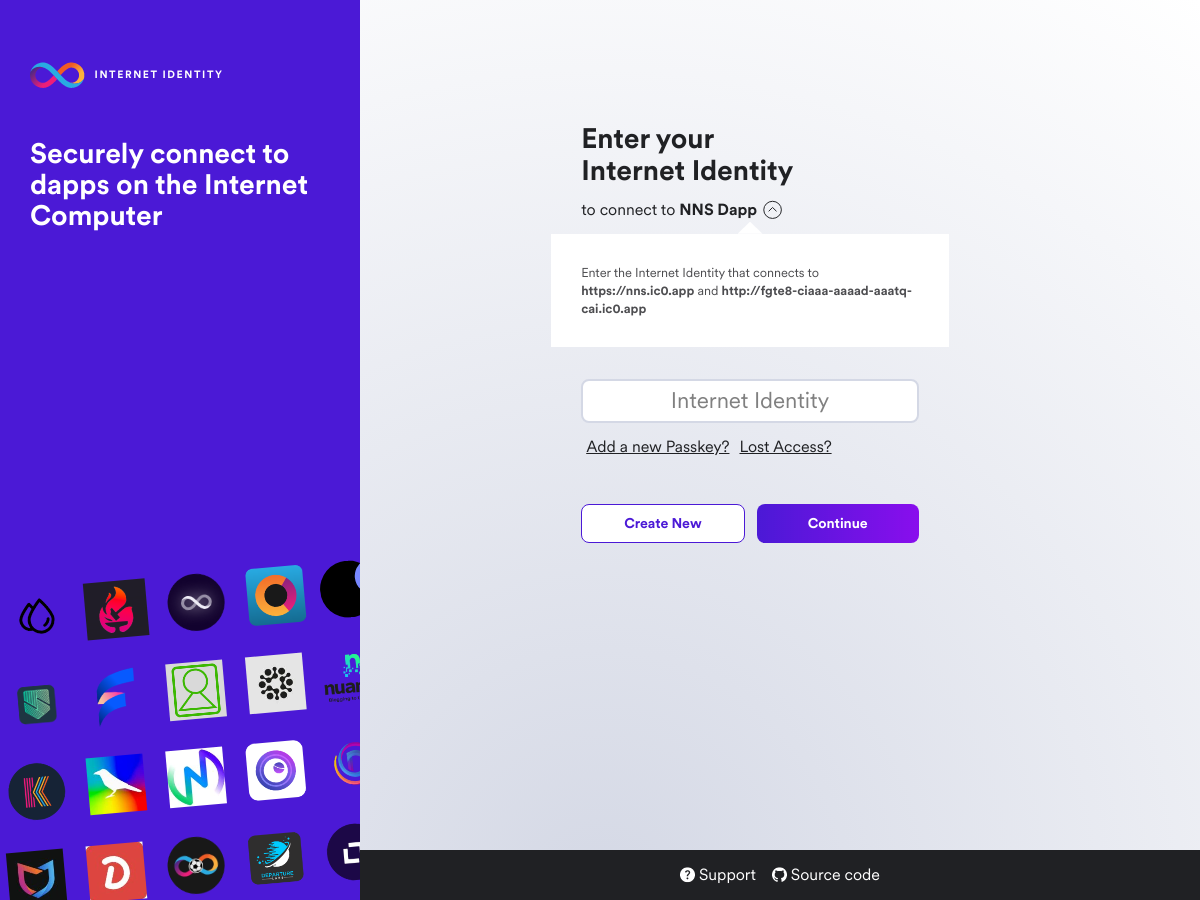 INTERNET IDENTITY
Securely connect to
dapps on the Internet
Computer
Enter your
Internet Identity
to connect to NNS Dapp
Enter the Internet Identity that connects to
https://nns.ic0.app and http://fgte8-ciaaa-aaaad-aaatq-
cai.ic0.app
Internet Identity
Add a new Passkey? Lost Access?
Create New Continue
DEPARTURE
LABS
Support Source code